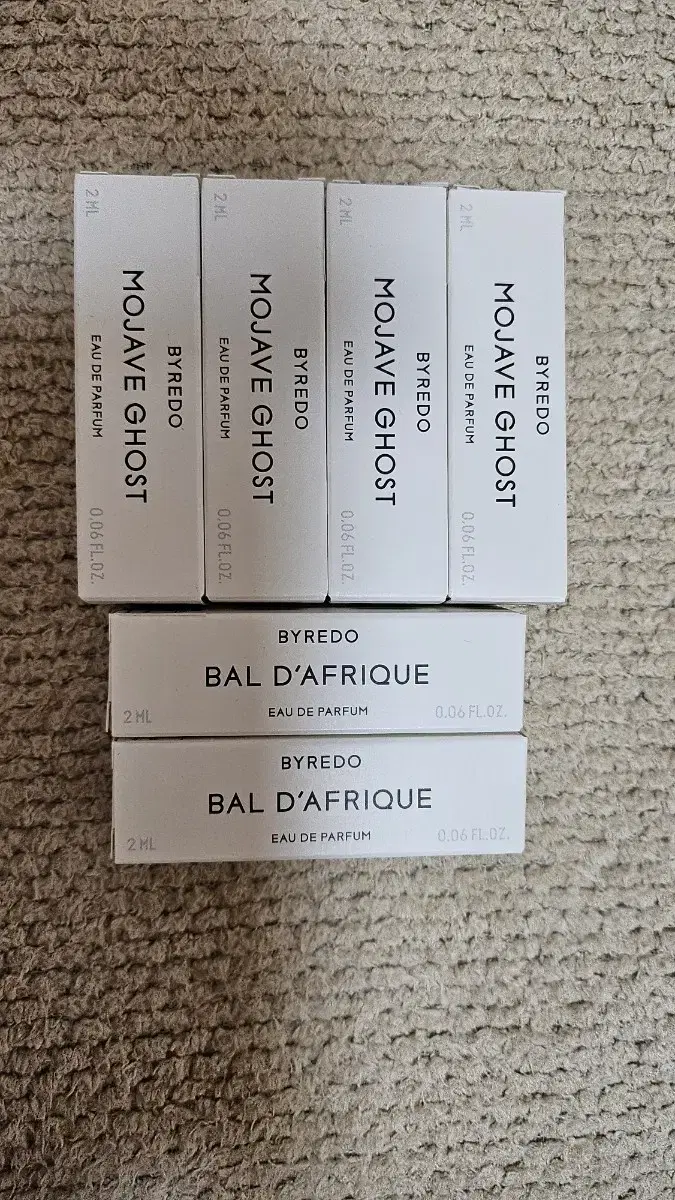 BYREDO
MOJAVE GHOST
EAU DE PARFUM
2 ML
0.06 FL.OZ.
BYREDO
MOJAVE GHOST
EAU DE PARFUM
2 ML
0.06 FL.OZ.
BYREDO
MOJAVE GHOST
EAU DE PARFUM
2 ML
0.06 FL.OZ.
BYREDO
MOJAVE GHOST
EAU DE PARFUM
2 ML
0.06 FL.OZ.
BYREDO
BAL D'AFRIQUE
2 ML EAU DE PARFUM 0.06 FL.OZ.
BYREDO
BAL D'AFRIQUE
2 ML EAU DE PARFUM 0.06 FL.OZ.